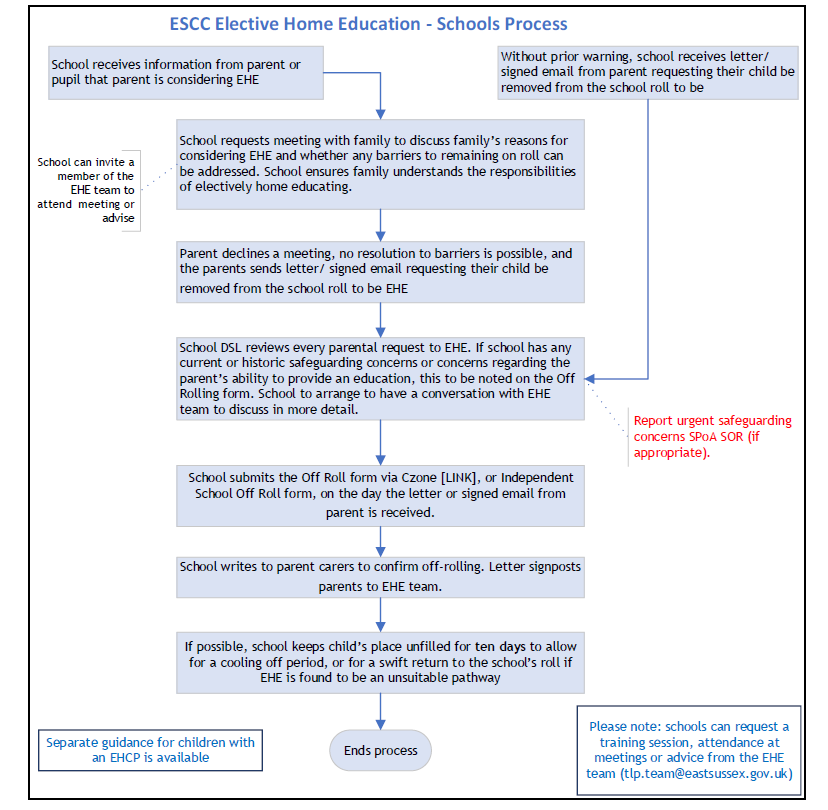 ESCC Elective Home Education - Schools Process
School receives information from parent or
pupil that parent is considering EHE
Without prior warning, school receives letter/
signed email from parent requesting their child be
removed from the school roll to be
School requests meeting with family to discuss family's reasons for
considering EHE and whether any barriers to remaining on roll can
be addressed. School ensures family understands the responsibilities
of electively home educating.
School can invite a
member of the
EHE team to
attend meeting or
advise
Parent declines a meeting, no resolution to barriers is possible, and
the parents sends letter/ signed email requesting their child be
removed from the school roll to be EHE
School DSL reviews every parental request to EHE. If school has any
current or historic safeguarding concerns or concerns regarding the
parent's ability to provide an education, this to be noted on the Off
Rolling form. School to arrange to have a conversation with EHE
team to discuss in more detail.
Report urgent safeguarding
concerns SPoA SOR (if
appropriate).
School submits the Off Roll form via Czone [LINK], or Independent
School Off Roll form, on the day the letter or signed email from
parent is received.
School writes to parent carers to confirm off-rolling. Letter signposts
parents to EHE team.
If possible, school keeps child's place unfilled for ten days to allow
for a cooling off period, or for a swift return to the school's roll if
EHE is found to be an unsuitable pathway
Separate guidance for children with
an EHCP is available
Ends process
Please note: schools can request a
training session, attendance at
meetings or advice from the EHE
team (tlp.team@eastsussex.gov.uk)